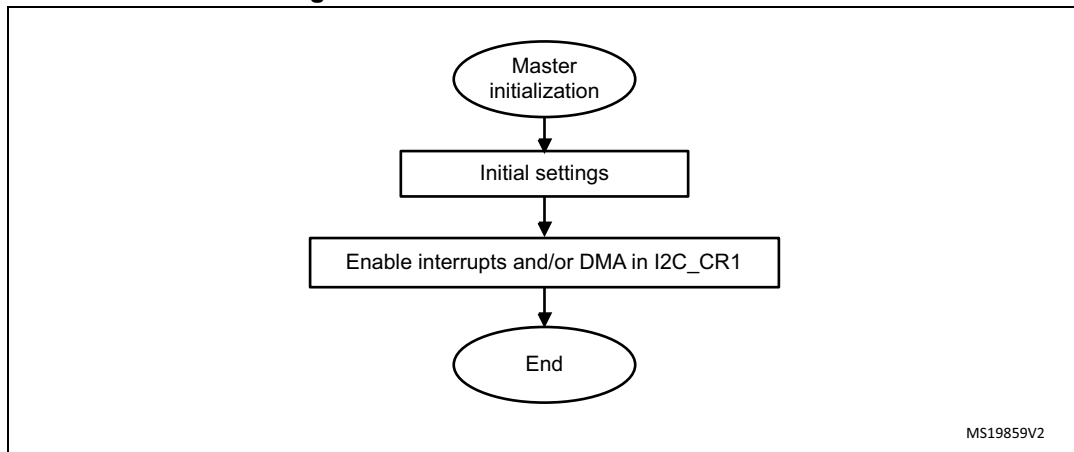 Master
initialization
Initial settings
Enable interrupts and/or DMA in I2C_CR1
End
MS19859V2